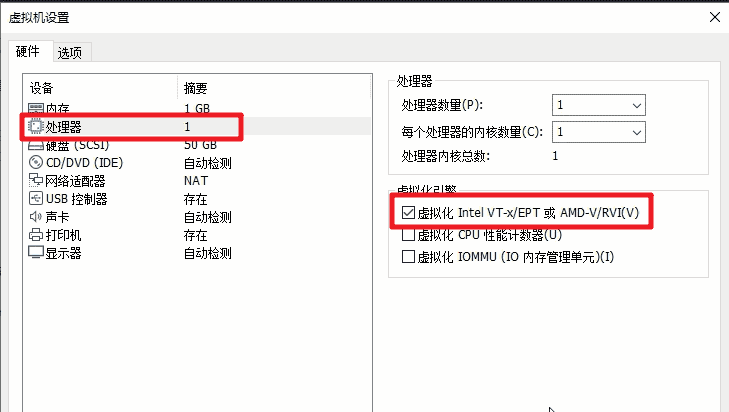 虚拟机设置
硬件 选项
设备 摘要
内存 1 GB
处理器 1
硬盘 (SCSI) 50 GB
CD/DVD (IDE) 自动检测
网络适配器 NAT
USB 控制器 存在
声卡 自动检测
打印机 存在
显示器 自动检测
处理器
处理器数量(P): 1
每个处理器的内核数量(C): 1
处理器内核总数: 1
虚拟化引擎
虚拟化 Intel VT-x/EPT 或 AMD-V/RVI(V)
虚拟化 CPU 性能计数器(U)
虚拟化 IOMMU (IO 内存管理单元)(I)